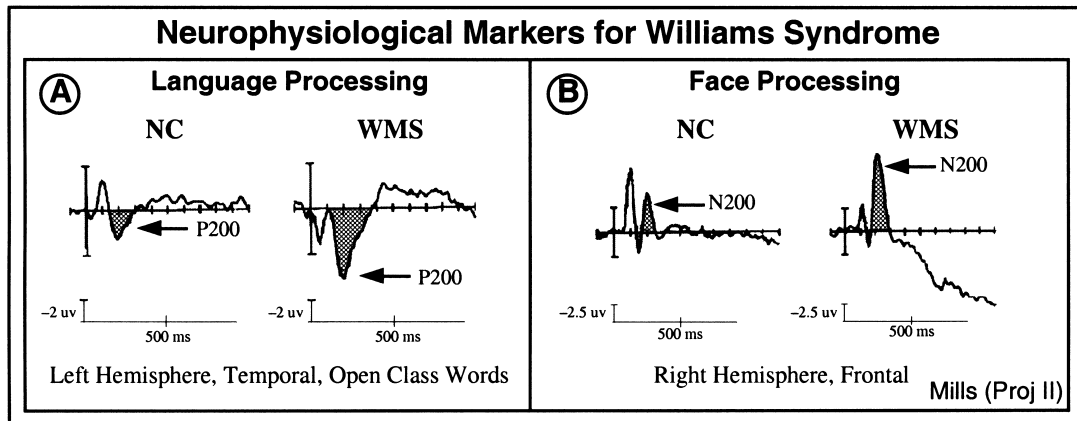 Neurophysiological Markers for Williams Syndrome
A Language Processing
NC WMS
P200
P200
−2 uv
500 ms
−2 uv
500 ms
Left Hemisphere, Temporal, Open Class Words
B Face Processing
NC WMS
N200
N200
−2.5 uv
500 ms
−2.5 uv
500 ms
Right Hemisphere, Frontal
Mills (Proj II)